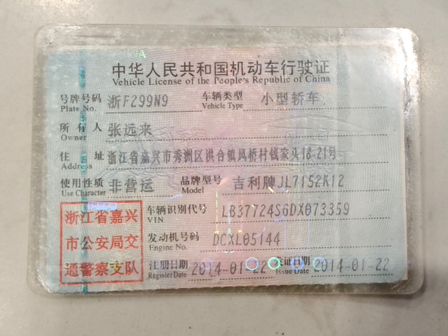 中华人民共和国机动车行驶证
Vehicle License of the People's Republic of China
号牌号码 浙F299N9 车辆类型 小型轿车
Plate No. Vehicle Type
所有人 张远来
Owner
住址 浙江省嘉兴市秀洲区洪合镇凤桥村钱家头18-21号
Address
使用性质 非营运 品牌型号 吉利牌JL7152K12
Use Character Model
浙江省嘉兴
市公安局交
通警察支队
车辆识别代号 LB37724S6DX073359
VIN
发动机号码 DCXL05144
Engine No.
注册日期 2014-01-22 发证日期 2014-01-22
Register Date Issue Date